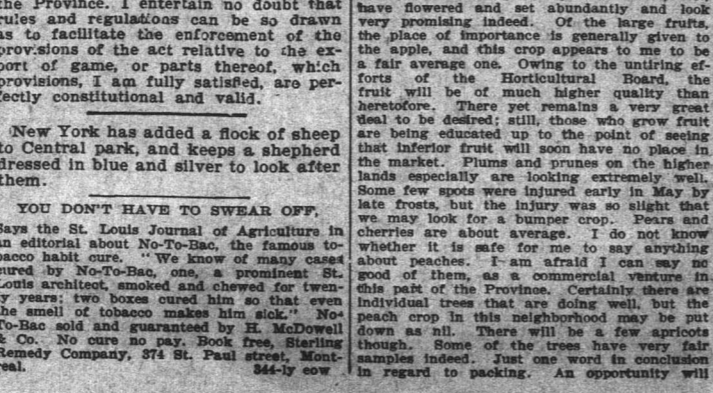 the Province. I entertain no doubt that
rules and regulations can be so drawn
as to facilitate the enforcement of the
provisions of the act relative to the ex-
port of game, or parts thereof, which
provisions, I am fully satisfied, are per-
fectly constitutional and valid.
New York has added a flock of sheep
to Central park, and keeps a shepherd
dressed in blue and silver to look after
them.
YOU DON'T HAVE TO SWEAR OFF,
Says the St. Louis Journal of Agriculture in
an editorial about No-To-Bac, the famous to-
bacco habit cure. "We know of many cases
cured by No-To-Bac, one, a prominent St.
Louis architect, smoked and chewed for twen-
ty years; two boxes cured him so that even
the smell of tobacco makes him sick." No-
To-Bac sold and guaranteed by H. McDowell
& Co. No cure no pay. Book free, Sterling
Remedy Company, 374 St. Paul street, Mont-
real. 344-ly eow
have flowered and set abundantly and look
very promising indeed. Of the large fruits,
the place of importance is generally given to
the apple, and this crop appears to me to be
a fair average one. Owing to the untiring ef-
forts of the Horticultural Board, the
fruit will be of much higher quality than
heretofore. There yet remains a very great
deal to be desired; still, those who grow fruit
are being educated up to the point of seeing
that inferior fruit will soon have no place in
the market. Plums and prunes on the higher
lands especially are looking extremely well.
Some few spots were injured early in May by
late frosts, but the injury was so slight that
we may look for a bumper crop. Pears and
cherries are about average. I do not know
whether it is safe for me to say anything
about peaches. I am afraid I can say no
good of them, as a commercial venture in
this part of the Province. Certainly there are
individual trees that are doing well, but the
peach crop in this neighborhood may be put
down as nil. There will be a few apricots
though. Some of the trees have very fair
samples indeed. Just one word in conclusion
in regard to packing. An opportunity will